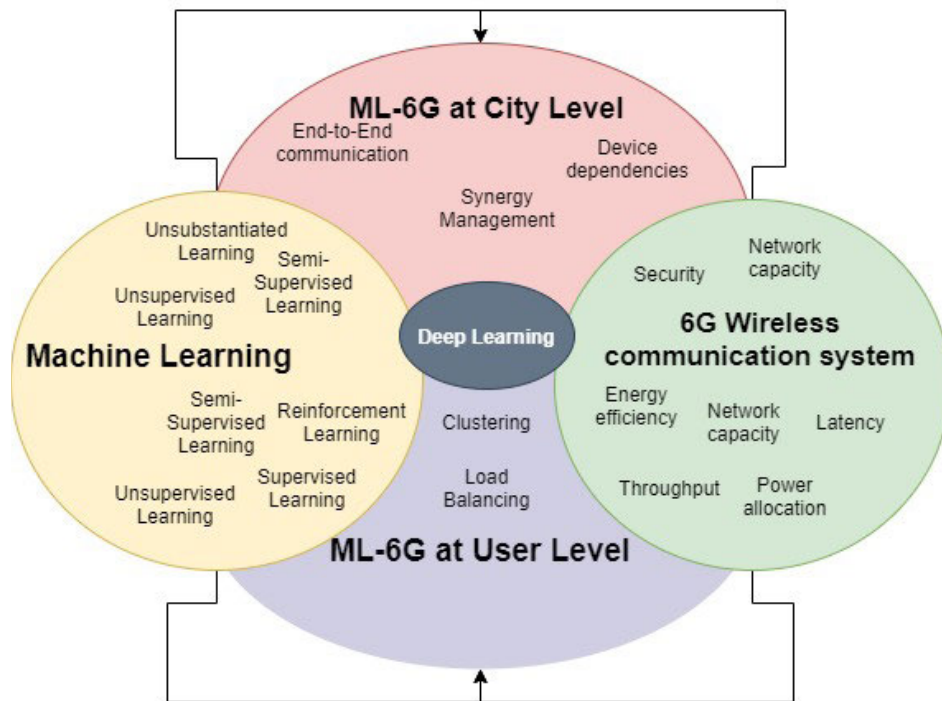 ML-6G at City Level
End-to-End
communication
Device
dependencies
Synergy
Management
Unsubstantiated
Learning
Semi-
Supervised
Learning
Unsupervised
Learning
Machine Learning
Semi-
Supervised
Learning
Reinforcement
Learning
Unsupervised
Learning
Supervised
Learning
Deep Learning
Security
Network
capacity
6G Wireless
communication system
Energy
efficiency
Network
capacity
Latency
Throughput
Power
allocation
Clustering
Load
Balancing
ML-6G at User Level